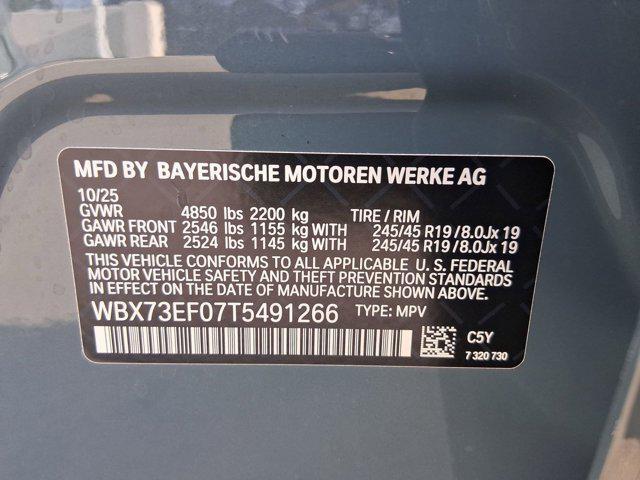 MFD BY BAYERISCHE MOTOREN WERKE AG
10/25
GVWR 4850 lbs 2200 kg TIRE / RIM
GAWR FRONT 2546 lbs 1155 kg WITH 245/45 R19/8.0Jx 19
GAWR REAR 2524 lbs 1145 kg WITH 245/45 R19/8.0Jx 19
THIS VEHICLE CONFORMS TO ALL APPLICABLE U. S. FEDERAL
MOTOR VEHICLE SAFETY AND THEFT PREVENTION STANDARDS
IN EFFECT ON THE DATE OF MANUFACTURE SHOWN ABOVE.
WBX73EF07T5491266 TYPE: MPV
C5Y
7 320 730